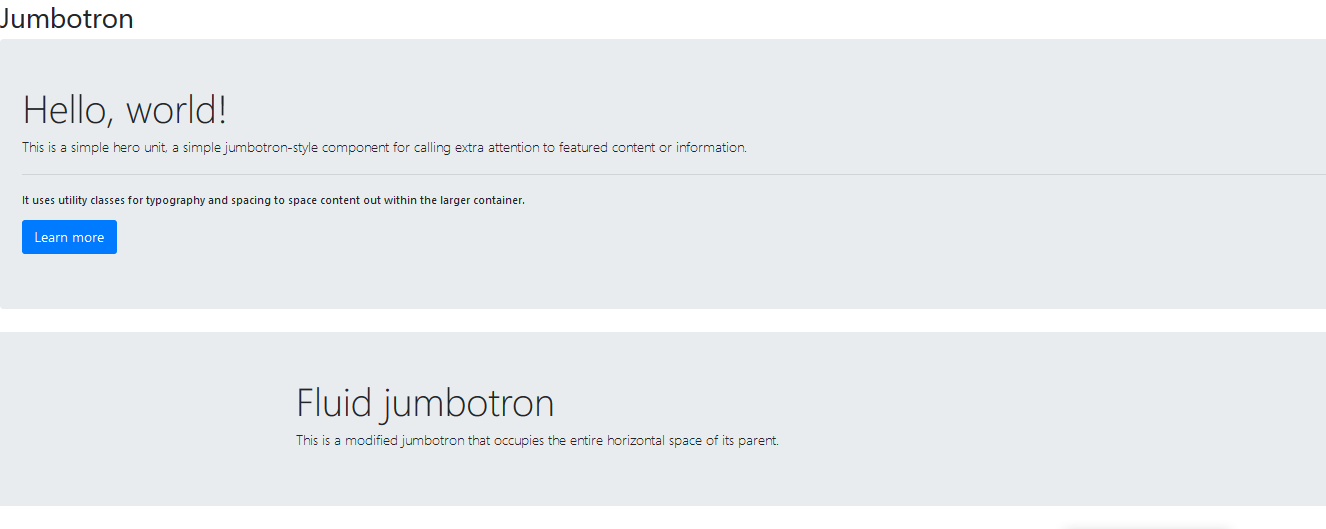 Jumbotron
Hello, world!
This is a simple hero unit, a simple jumbotron-style component for calling extra attention to featured content or information.
It uses utility classes for typography and spacing to space content out within the larger container.
Learn more
Fluid jumbotron
This is a modified jumbotron that occupies the entire horizontal space of its parent.